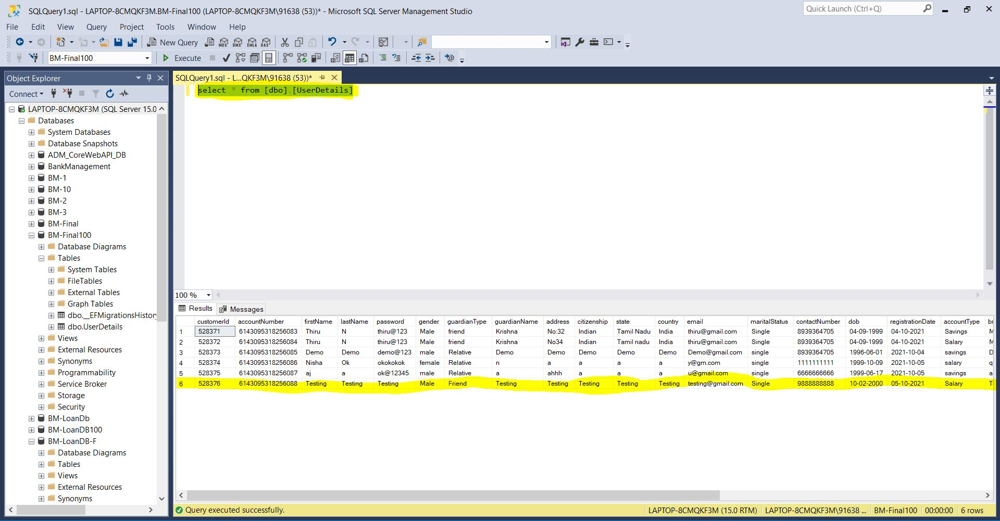 SQLQuery1.sql - LAPTOP-8CMQKF3M.BM-Final100 (LAPTOP-8CMQKF3M\91638 (53))* - Microsoft SQL Server Management Studio
Quick Launch (Ctrl+Q)
File Edit View Query Project Tools Window Help
New Query MDX DMX XMLA DAX
BM-Final100 Execute
Object Explorer
Connect
LAPTOP-8CMQKF3M (SQL Server 15.0
Databases
System Databases
Database Snapshots
ADM_CoreWebAPI_DB
BankManagement
BM-1
BM-10
BM-2
BM-3
BM-Final
BM-Final100
Database Diagrams
Tables
System Tables
FileTables
External Tables
Graph Tables
dbo.__EFMigrationsHistory
dbo.UserDetails
Views
External Resources
Synonyms
Programmability
Service Broker
Storage
Security
BM-LoanDb
BM-LoanDB100
BM-LoanDB-F
Database Diagrams
Tables
Views
External Resources
Synonyms
SQLQuery1.sql - L...QKF3M\91638 (53))*
select * from [dbo].[UserDetails]
100 %
Results Messages
customerId accountNumber firstName lastName password gender guardianType guardianName address citizenship state country email maritalStatus contactNumber dob registrationDate accountType br
1 528371 6143095318256083 Thiru N thiru@123 Male friend Krishna No:32 Indian Tamil Nadu India thiru@gmail.com Single 8939364705 04-09-1999 04-10-2021 Savings M
2 528372 6143095318256084 Thiru N thiru@123 Male friend Krishna No34 Indian Tamil nadu India thiru@gmail.com Single 8939364705 04-09-1999 04-10-2021 Salary M
3 528373 6143095318256085 Demo Demo demo@123 male Relative Demo Demo Demo Demo Demo Demo@gmail.com single 8939364705 1996-06-01 2021-10-04 savings D
4 528374 6143095318256086 Nisha Ok okokokok female Relative n a a a a y@gm.com single 1111111111 1999-10-09 2021-10-05 salary q
5 528375 6143095318256087 aj a ok@12345 male Relative a ahhh a a a u@gmail.com single 6666666666 1999-06-17 2021-10-05 savings a
6 528376 6143095318256088 Testing Testing Testing Male Friend Testing Testing Testing Testing Testing testing@gmail.com Single 9888888888 10-02-2000 05-10-2021 Salary T
Query executed successfully. LAPTOP-8CMQKF3M (15.0 RTM) LAPTOP-8CMQKF3M\91638 ... BM-Final100 00:00:00 6 rows